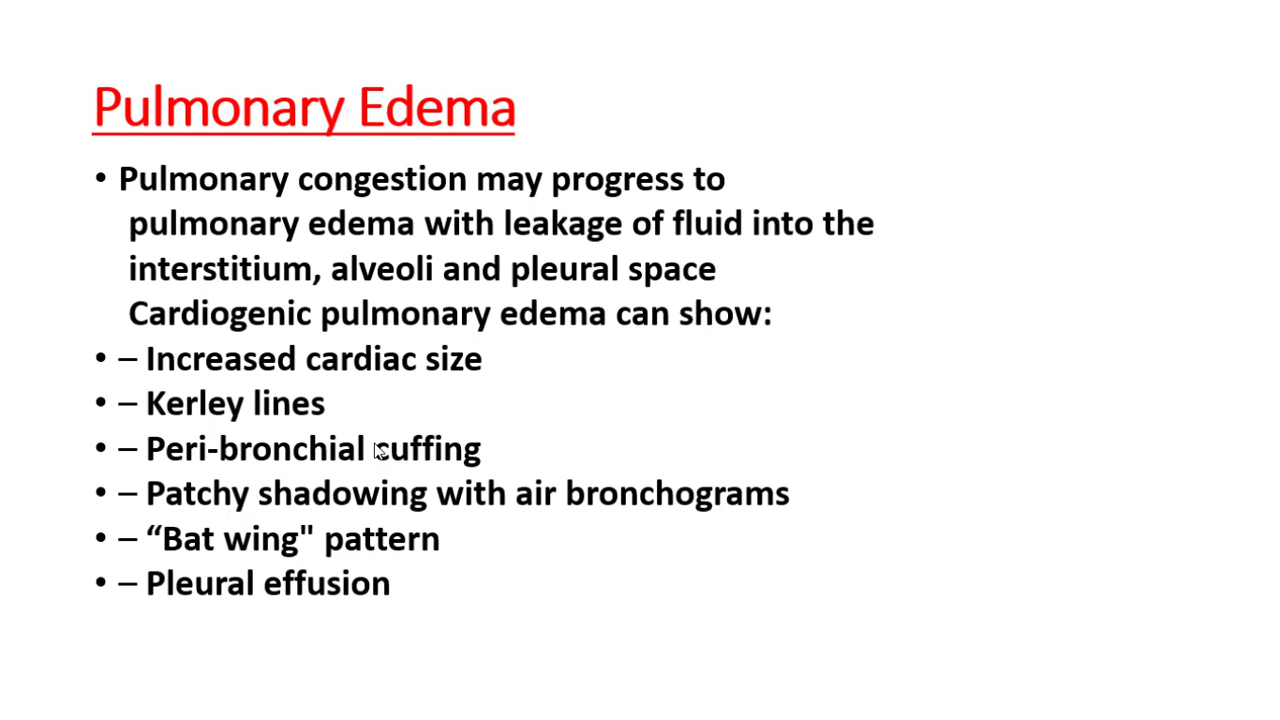 Pulmonary Edema
• Pulmonary congestion may progress to
pulmonary edema with leakage of fluid into the
interstitium, alveoli and pleural space
Cardiogenic pulmonary edema can show:
• – Increased cardiac size
• – Kerley lines
• – Peri-bronchial cuffing
• – Patchy shadowing with air bronchograms
• – “Bat wing" pattern
• – Pleural effusion